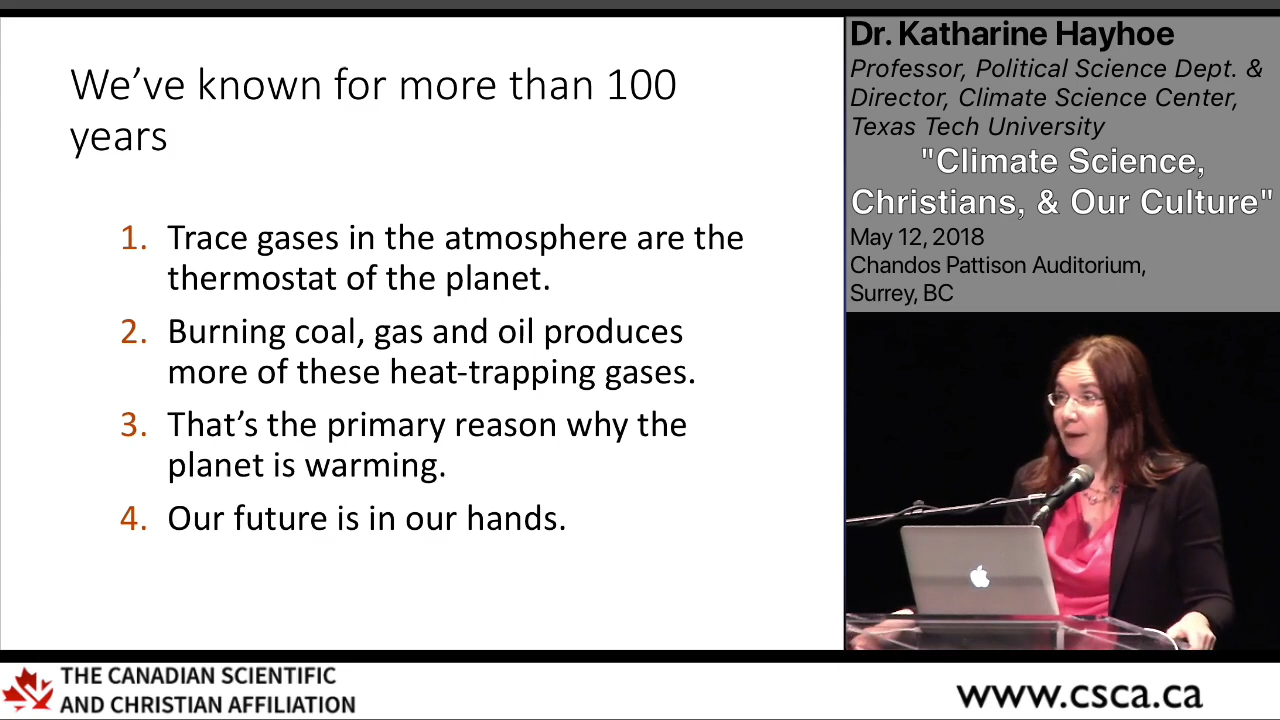 We've known for more than 100
years
1. Trace gases in the atmosphere are the
thermostat of the planet.
2. Burning coal, gas and oil produces
more of these heat-trapping gases.
3. That's the primary reason why the
planet is warming.
4. Our future is in our hands.
Dr. Katharine Hayhoe
Professor, Political Science Dept. &
Director, Climate Science Center,
Texas Tech University
"Climate Science,
Christians, & Our Culture"
May 12, 2018
Chandos Pattison Auditorium,
Surrey, BC
THE CANADIAN SCIENTIFIC
AND CHRISTIAN AFFILIATION
www.csca.ca